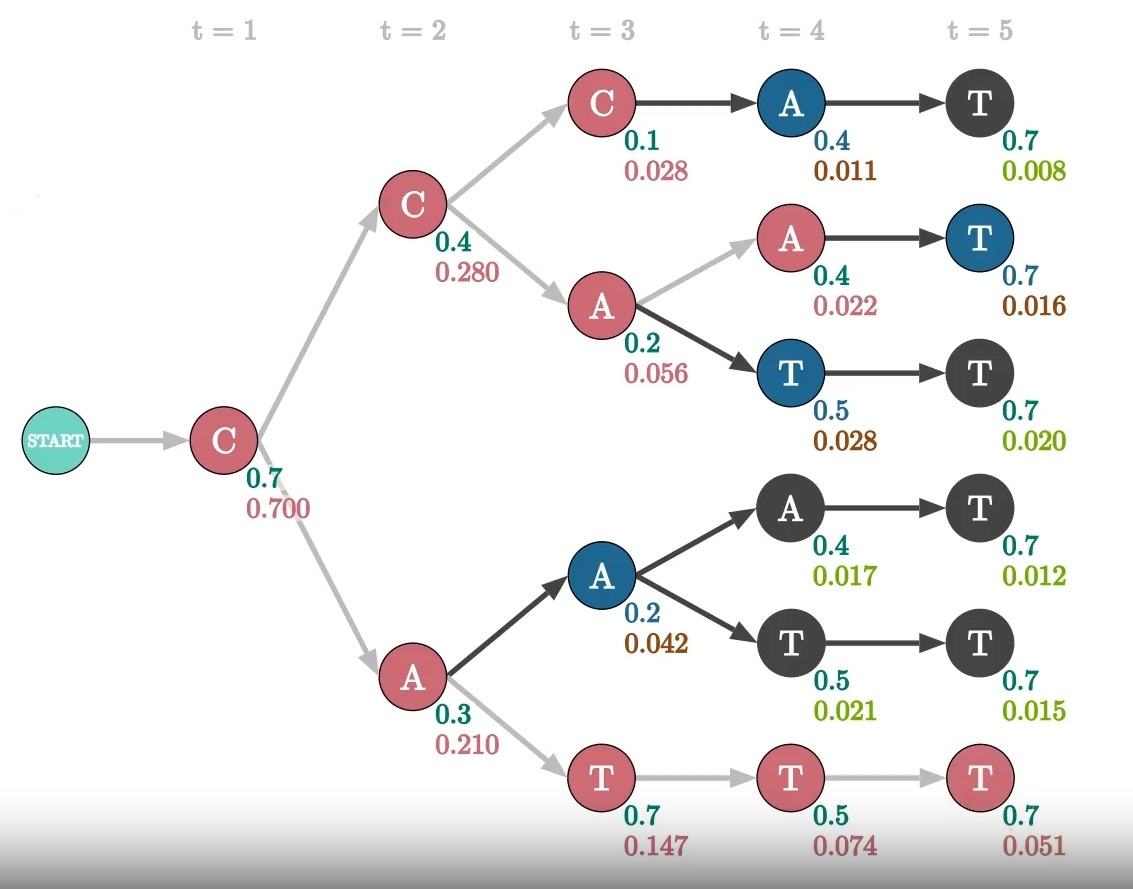 t = 1 t = 2 t = 3 t = 4 t = 5
C A T
0.1 0.4 0.7
0.028 0.011 0.008
C
0.4
0.280
A T
0.4 0.7
0.022 0.016
A
0.2
0.056
T T
0.5 0.7
0.028 0.020
START C
0.7
0.700
A T
0.4 0.7
0.017 0.012
A
0.2
0.042
T T
0.5 0.7
0.021 0.015
A
0.3
0.210
T T T
0.7 0.5 0.7
0.147 0.074 0.051